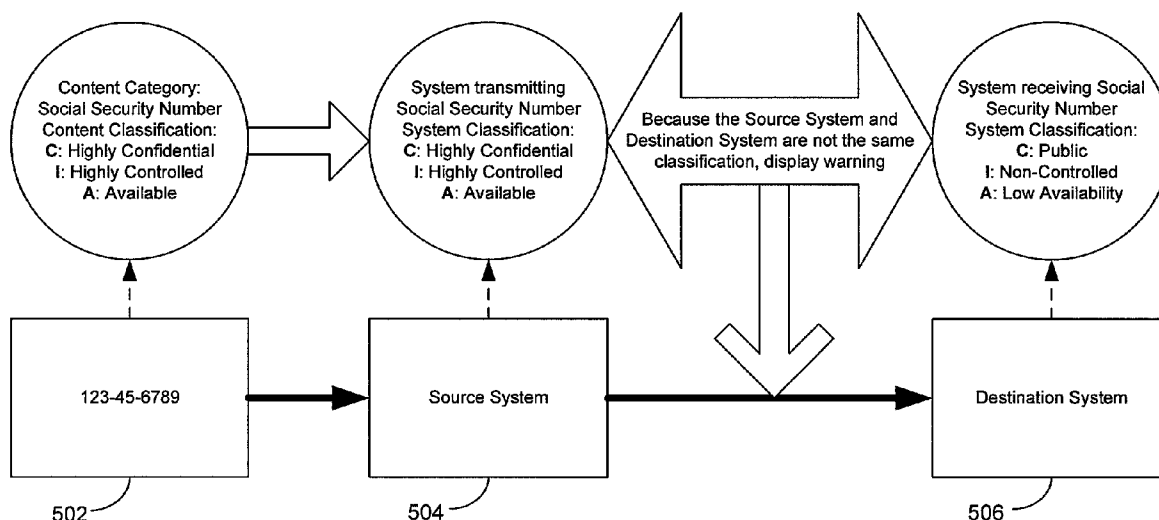 Content Category:
Social Security Number
Content Classification:
C: Highly Confidential
I: Highly Controlled
A: Available
System transmitting
Social Security Number
System Classification:
C: Highly Confidential
I: Highly Controlled
A: Available
Because the Source System and
Destination System are not the same
classification, display warning
System receiving Social
Security Number
System Classification:
C: Public
I: Non-Controlled
A: Low Availability
123-45-6789
Source System
Destination System
502
504
506